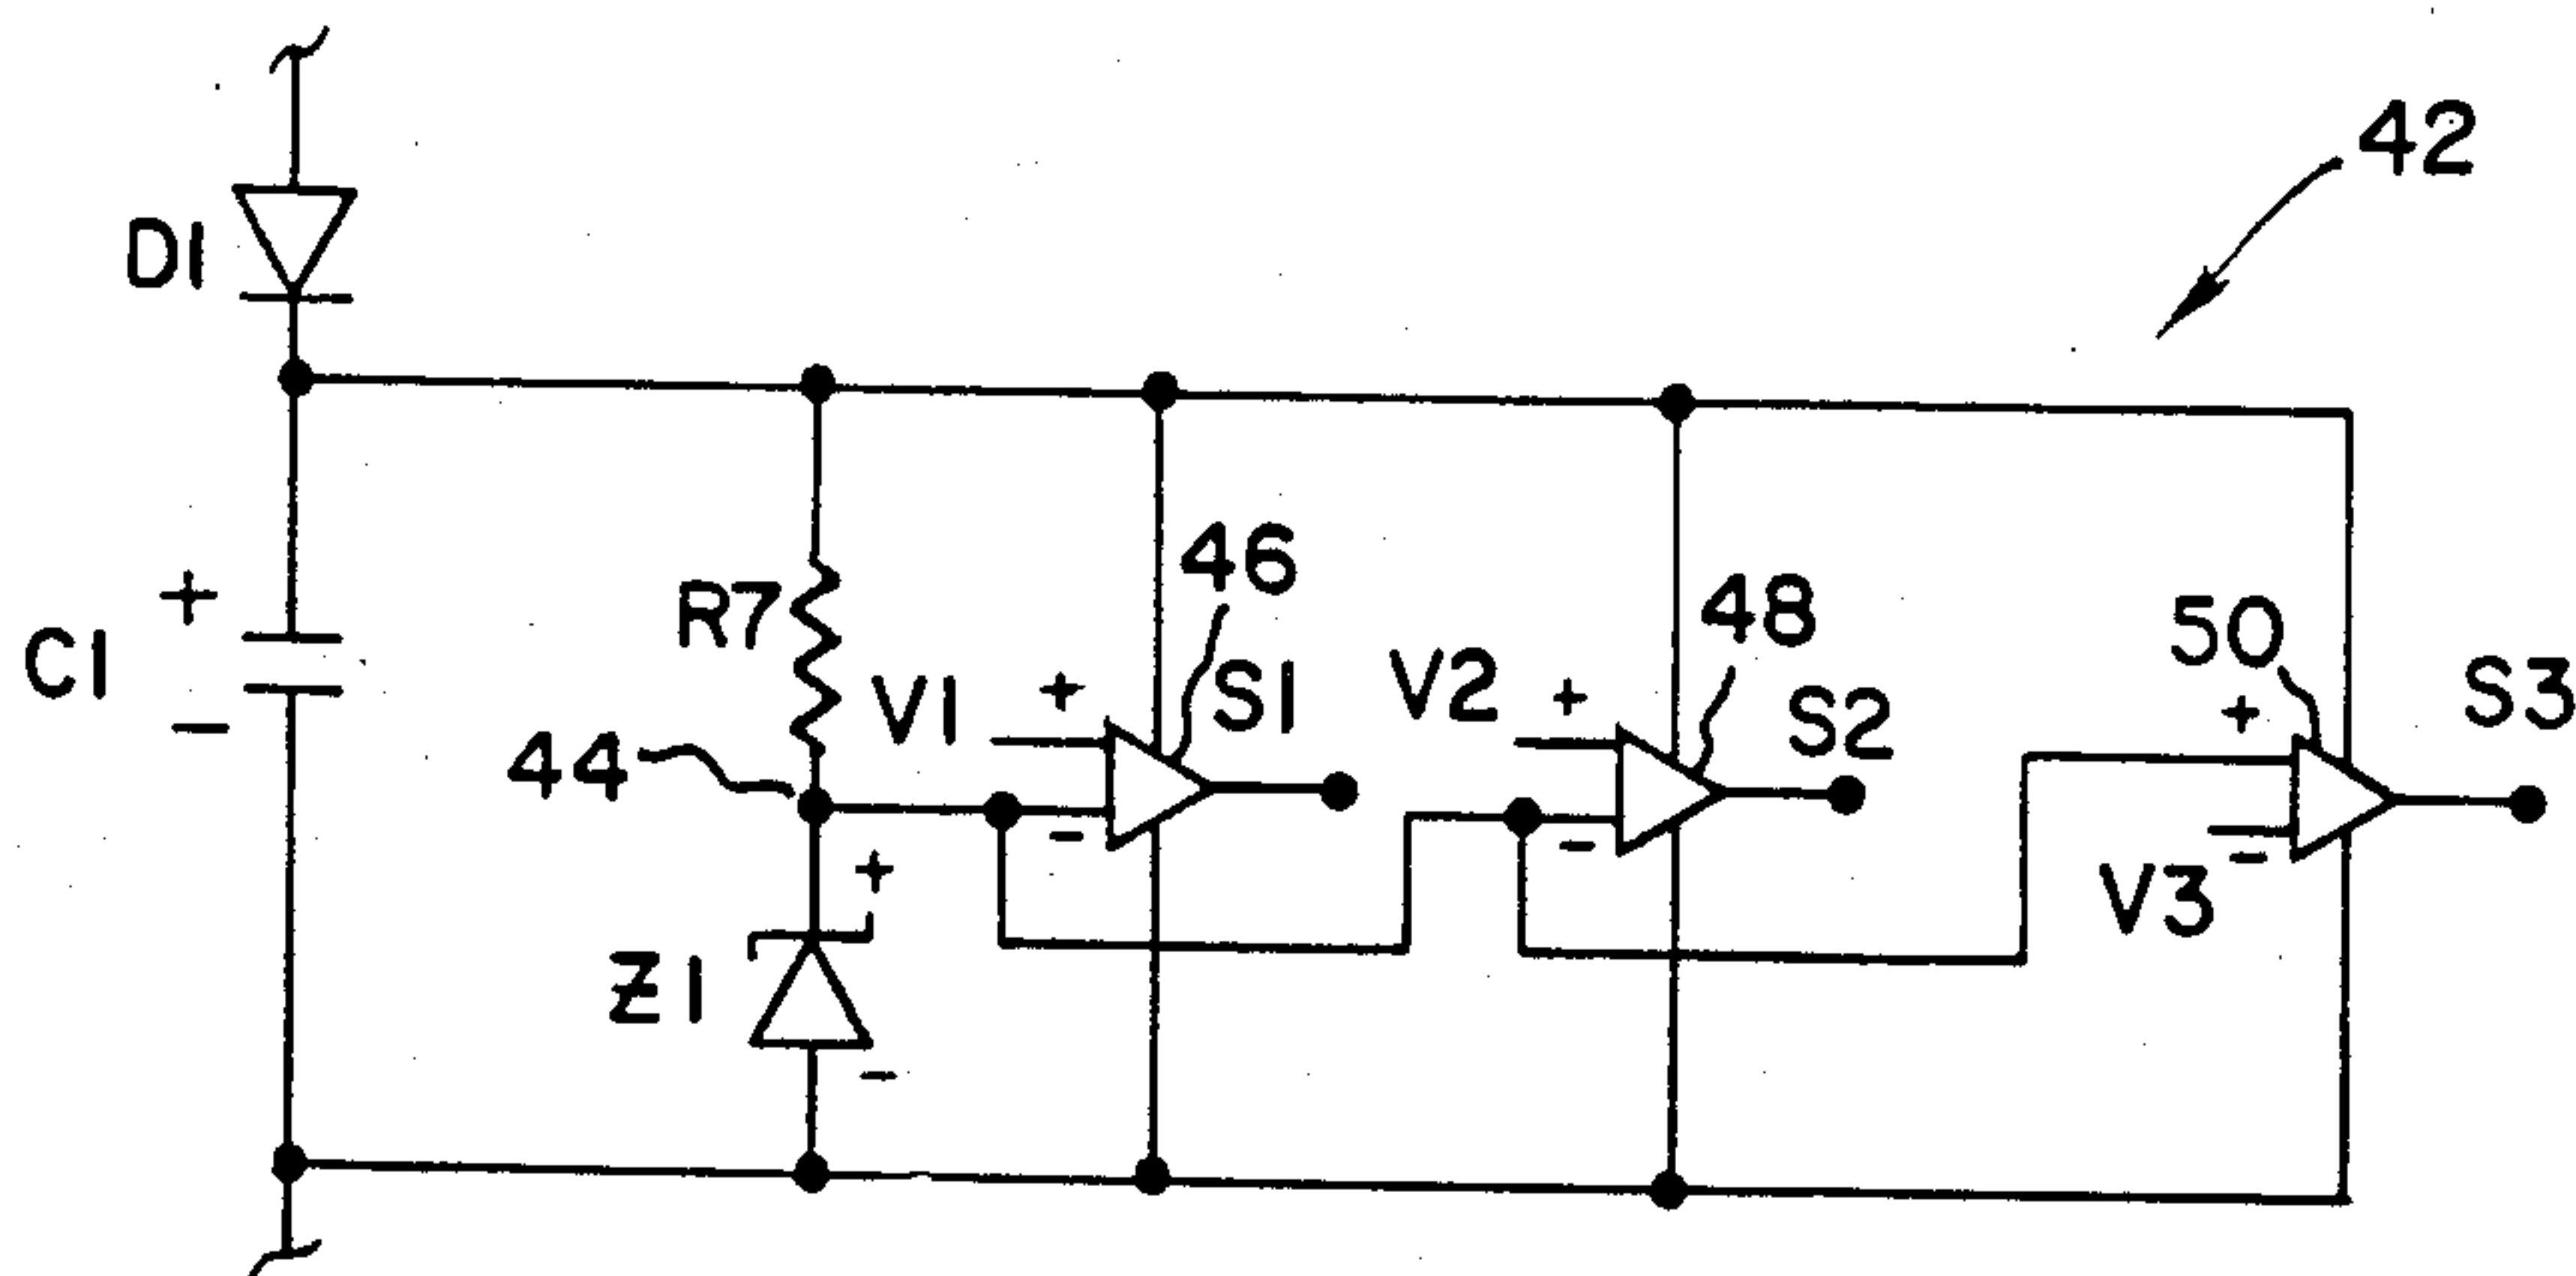 42
D1
+
C1
−
R7
44
V1
+
−
46
S1
+
Z1
−
V2
+
−
48
S2
50
+
−
V3
S3